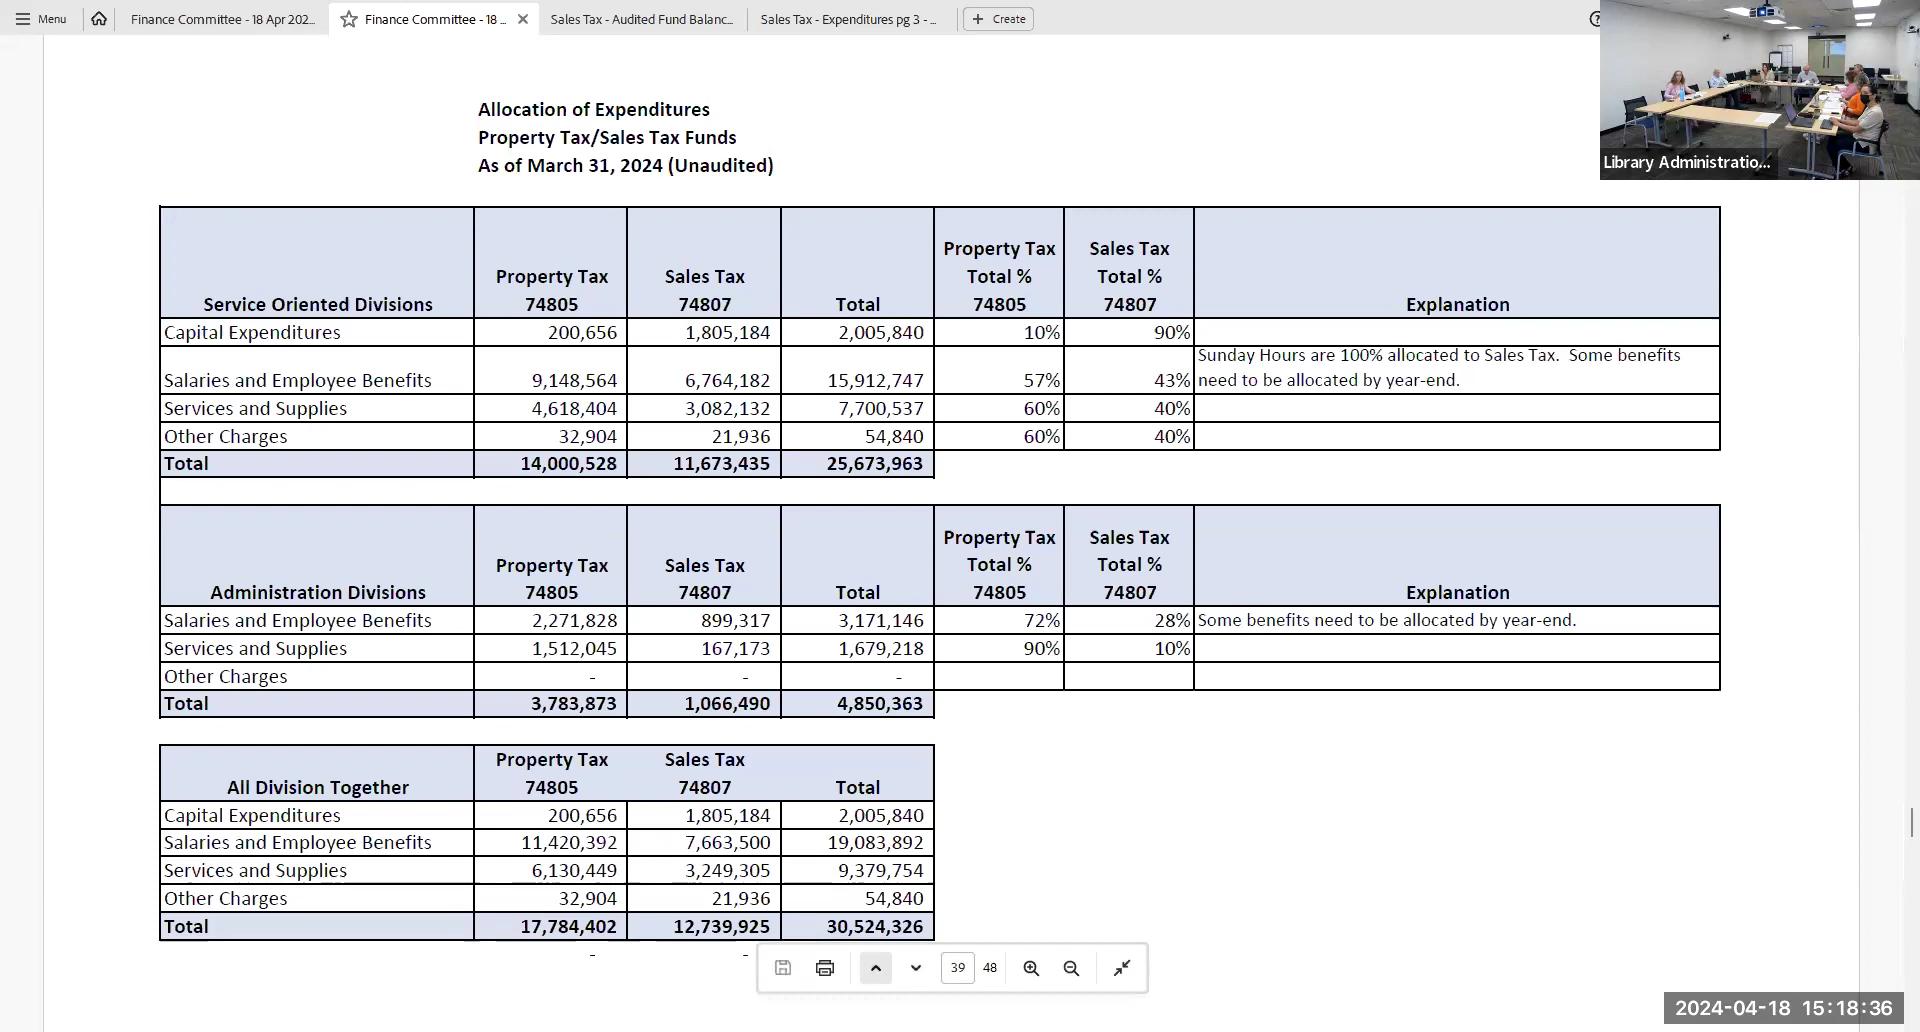 Menu
Finance Committee - 18 Apr 202...
Finance Committee - 18 ...
Sales Tax - Audited Fund Balanc...
Sales Tax - Expenditures pg 3 - ...
Create
Library Administratio...
Allocation of Expenditures
Property Tax/Sales Tax Funds
As of March 31, 2024 (Unaudited)
Service Oriented Divisions Property Tax 74805 Sales Tax 74807 Total Property Tax Total % 74805 Sales Tax Total % 74807 Explanation
Capital Expenditures 200,656 1,805,184 2,005,840 10% 90%
Salaries and Employee Benefits 9,148,564 6,764,182 15,912,747 57% 43% Sunday Hours are 100% allocated to Sales Tax. Some benefits need to be allocated by year-end.
Services and Supplies 4,618,404 3,082,132 7,700,537 60% 40%
Other Charges 32,904 21,936 54,840 60% 40%
Total 14,000,528 11,673,435 25,673,963
Administration Divisions Property Tax 74805 Sales Tax 74807 Total Property Tax Total % 74805 Sales Tax Total % 74807 Explanation
Salaries and Employee Benefits 2,271,828 899,317 3,171,146 72% 28% Some benefits need to be allocated by year-end.
Services and Supplies 1,512,045 167,173 1,679,218 90% 10%
Other Charges - - -
Total 3,783,873 1,066,490 4,850,363
All Division Together Property Tax 74805 Sales Tax 74807 Total
Capital Expenditures 200,656 1,805,184 2,005,840
Salaries and Employee Benefits 11,420,392 7,663,500 19,083,892
Services and Supplies 6,130,449 3,249,305 9,379,754
Other Charges 32,904 21,936 54,840
Total 17,784,402 12,739,925 30,524,326
- -
39 48
2024-04-18 15:18:36